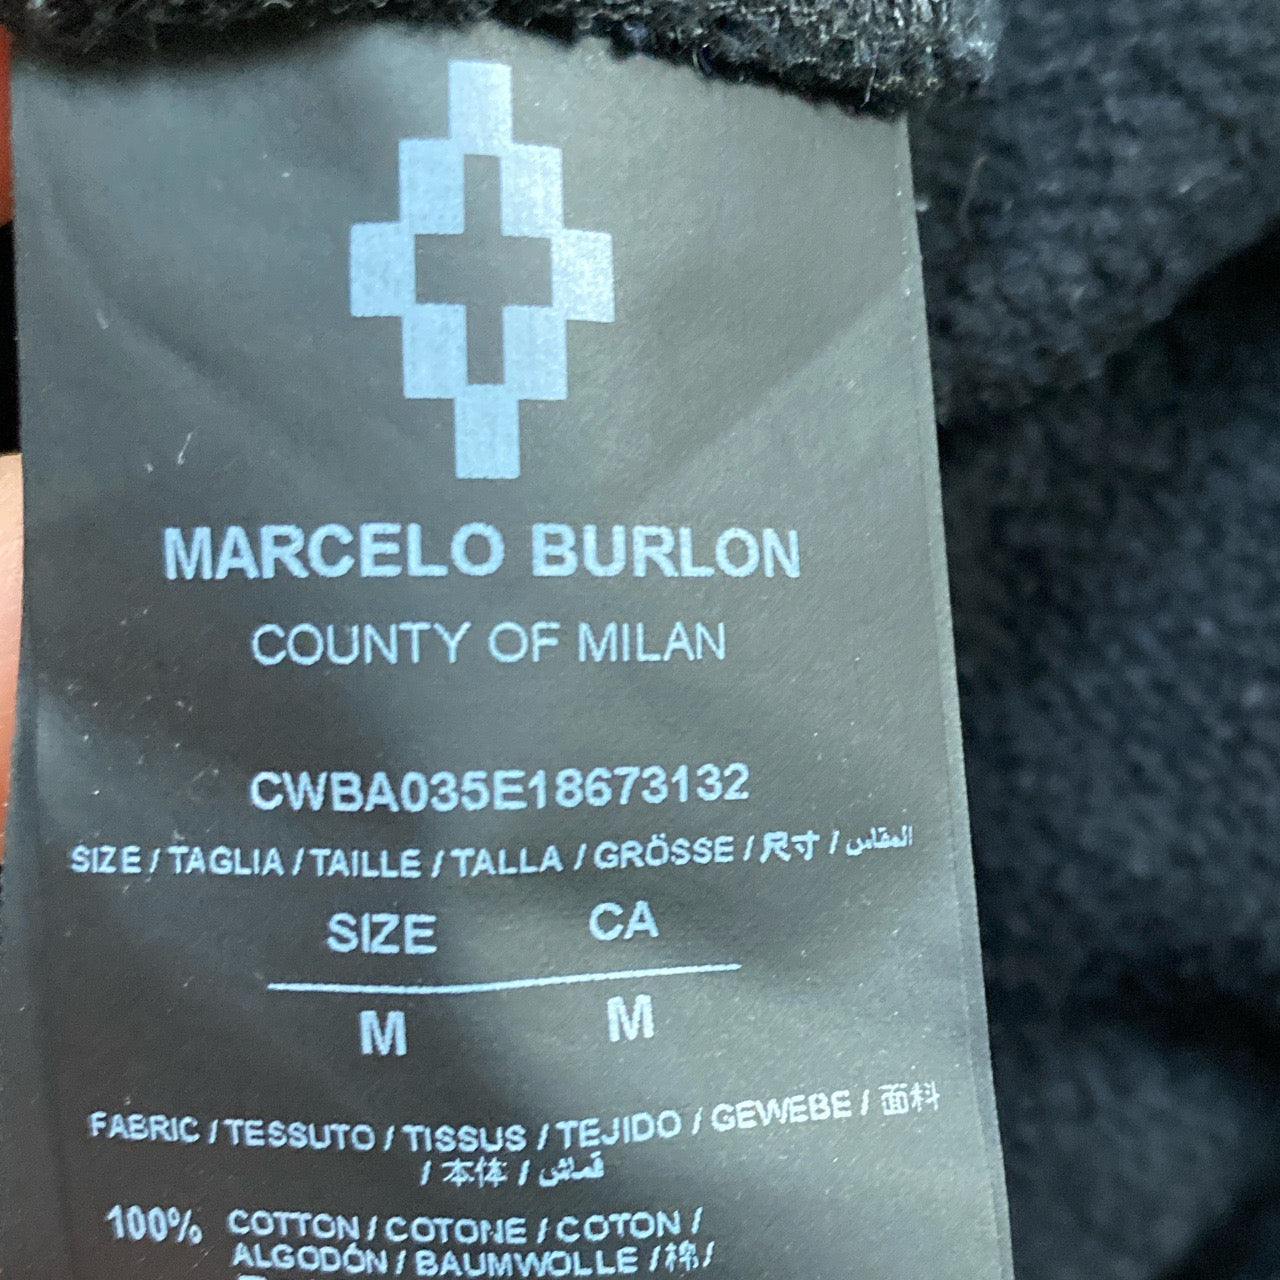 MARCELO BURLON
COUNTY OF MILAN
CWBA035E18673132
SIZE / TAGLIA / TAILLE / TALLA / GRÖSSE / 尺寸 / المقاس
SIZE CA
M M
FABRIC / TESSUTO / TISSUS / TEJIDO / GEWEBE / 面料
/ 本体 / قماش
100% COTTON / COTONE / COTON /
ALGODÓN / BAUMWOLLE / 棉 /